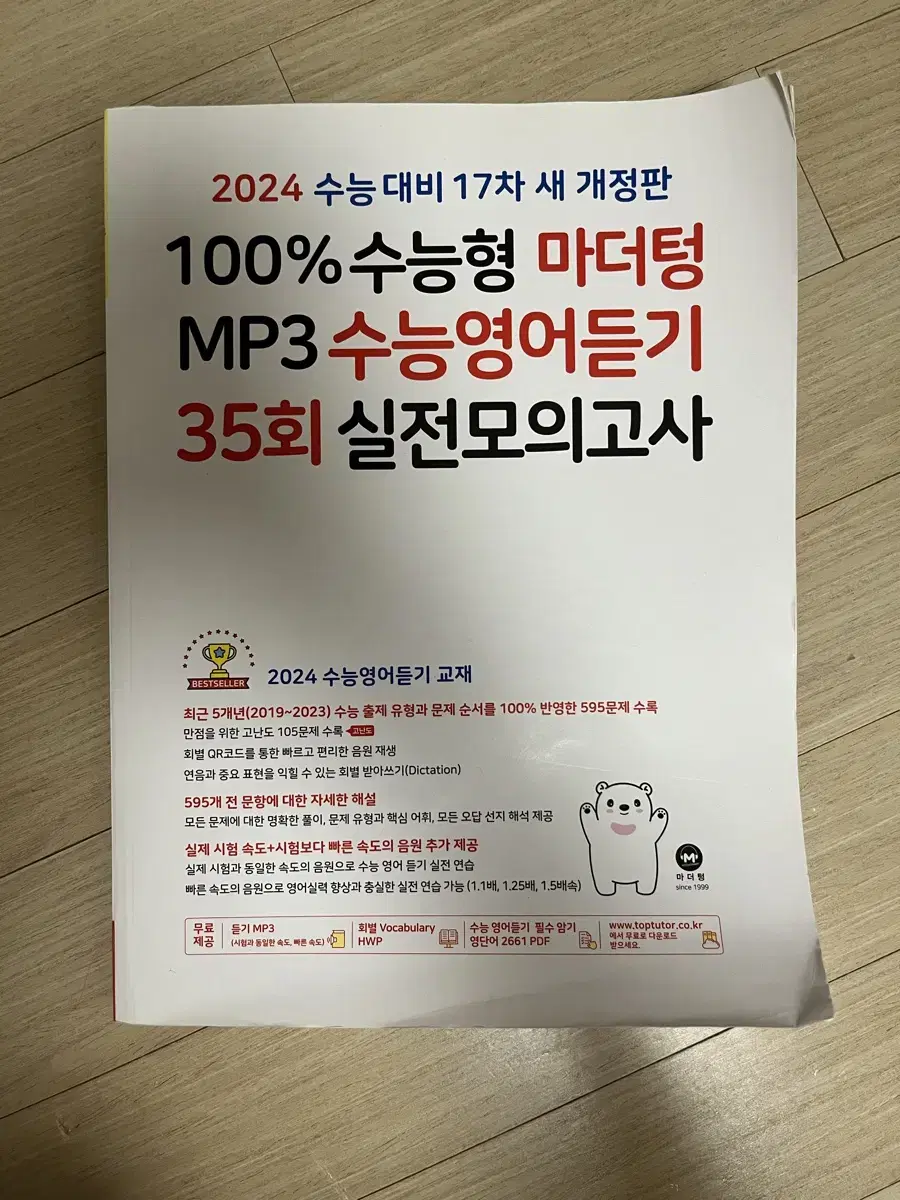 2024 수능 대비 17차 새 개정판
100% 수능형 마더텅
MP3 수능영어듣기
35회 실전모의고사
BESTSELLER
2024 수능영어듣기 교재
최근 5개년(2019~2023) 수능 출제 유형과 문제 순서를 100% 반영한 595문제 수록
만점을 위한 고난도 105문제 수록 고난도
회별 QR코드를 통한 빠르고 편리한 음원 재생
연음과 중요 표현을 익힐 수 있는 회별 받아쓰기(Dictation)
595개 전 문항에 대한 자세한 해설
모든 문제에 대한 명확한 풀이, 문제 유형과 핵심 어휘, 모든 오답 선지 해석 제공
실제 시험 속도+시험보다 빠른 속도의 음원 추가 제공
실제 시험과 동일한 속도의 음원으로 수능 영어 듣기 실전 연습
빠른 속도의 음원으로 영어실력 향상과 충실한 실전 연습 가능 (1.1배, 1.25배, 1.5배속)
M
마더텅
since 1999
무료
제공
듣기 MP3
(시험과 동일한 속도, 빠른 속도)
회별 Vocabulary
HWP
수능 영어듣기 필수 암기
영단어 2661 PDF
www.toptutor.co.kr
에서 무료로 다운로드
받으세요.